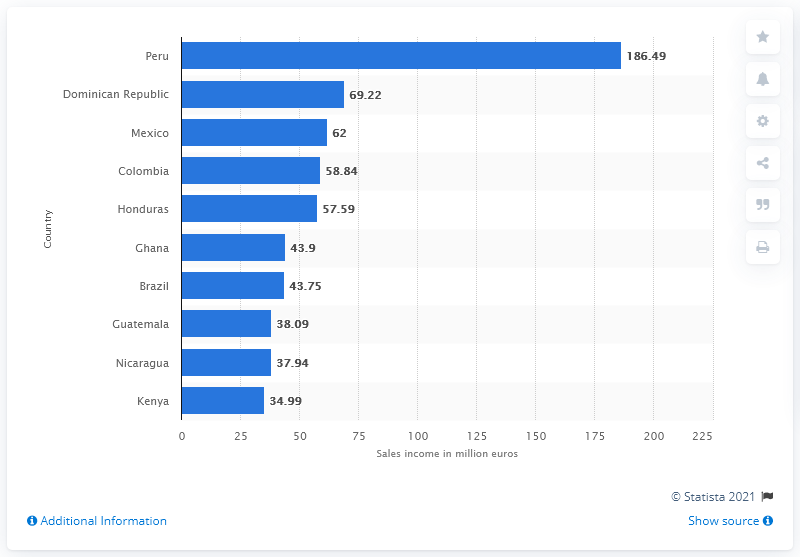 Peru 186.49
Dominican Republic 69.22
Mexico 62
Colombia 58.84
Honduras 57.59
Ghana 43.9
Brazil 43.75
Guatemala 38.09
Nicaragua 37.94
Kenya 34.99
Country
0 25 50 75 100 125 150 175 200 225
Sales income in million euros
© Statista 2021
Additional Information
Show source